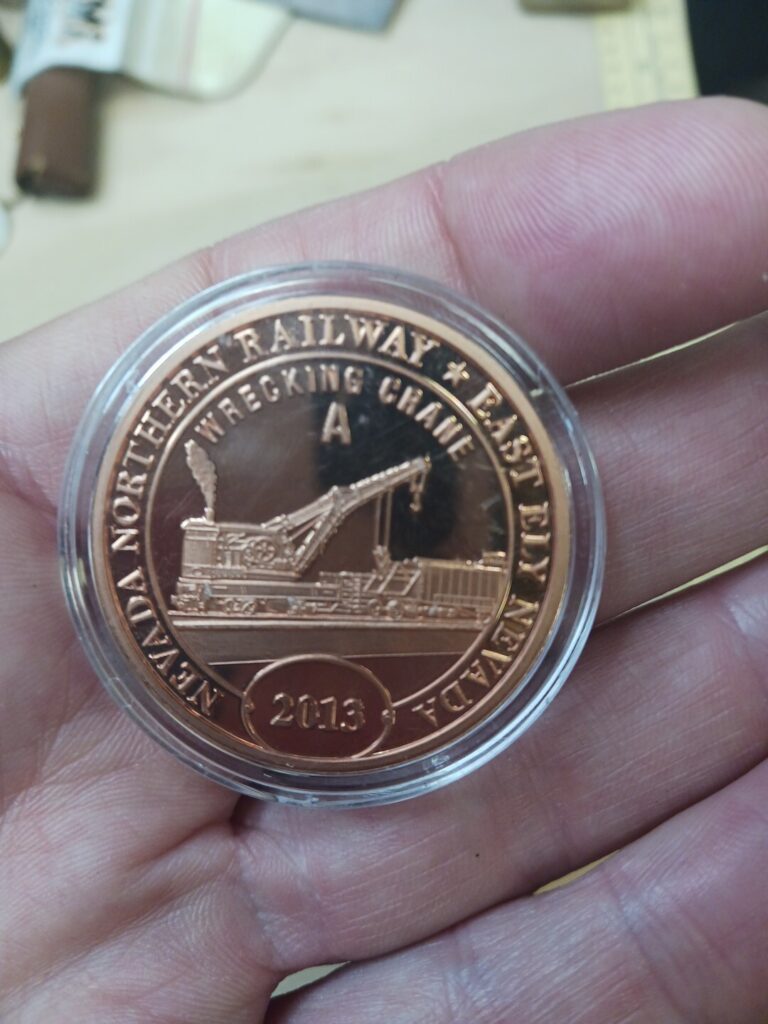 NEVADA NORTHERN RAILWAY ★ EAST ELY NEVADA
WRECKING CRANE
A
2013